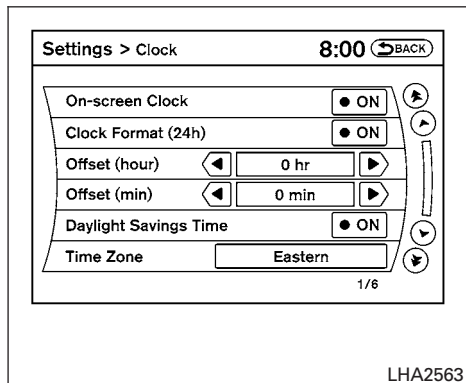 Settings > Clock 8:00 BACK
On-screen Clock ON
Clock Format (24h) ON
Offset (hour) 0 hr
Offset (min) 0 min
Daylight Savings Time ON
Time Zone Eastern
1/6
LHA2563